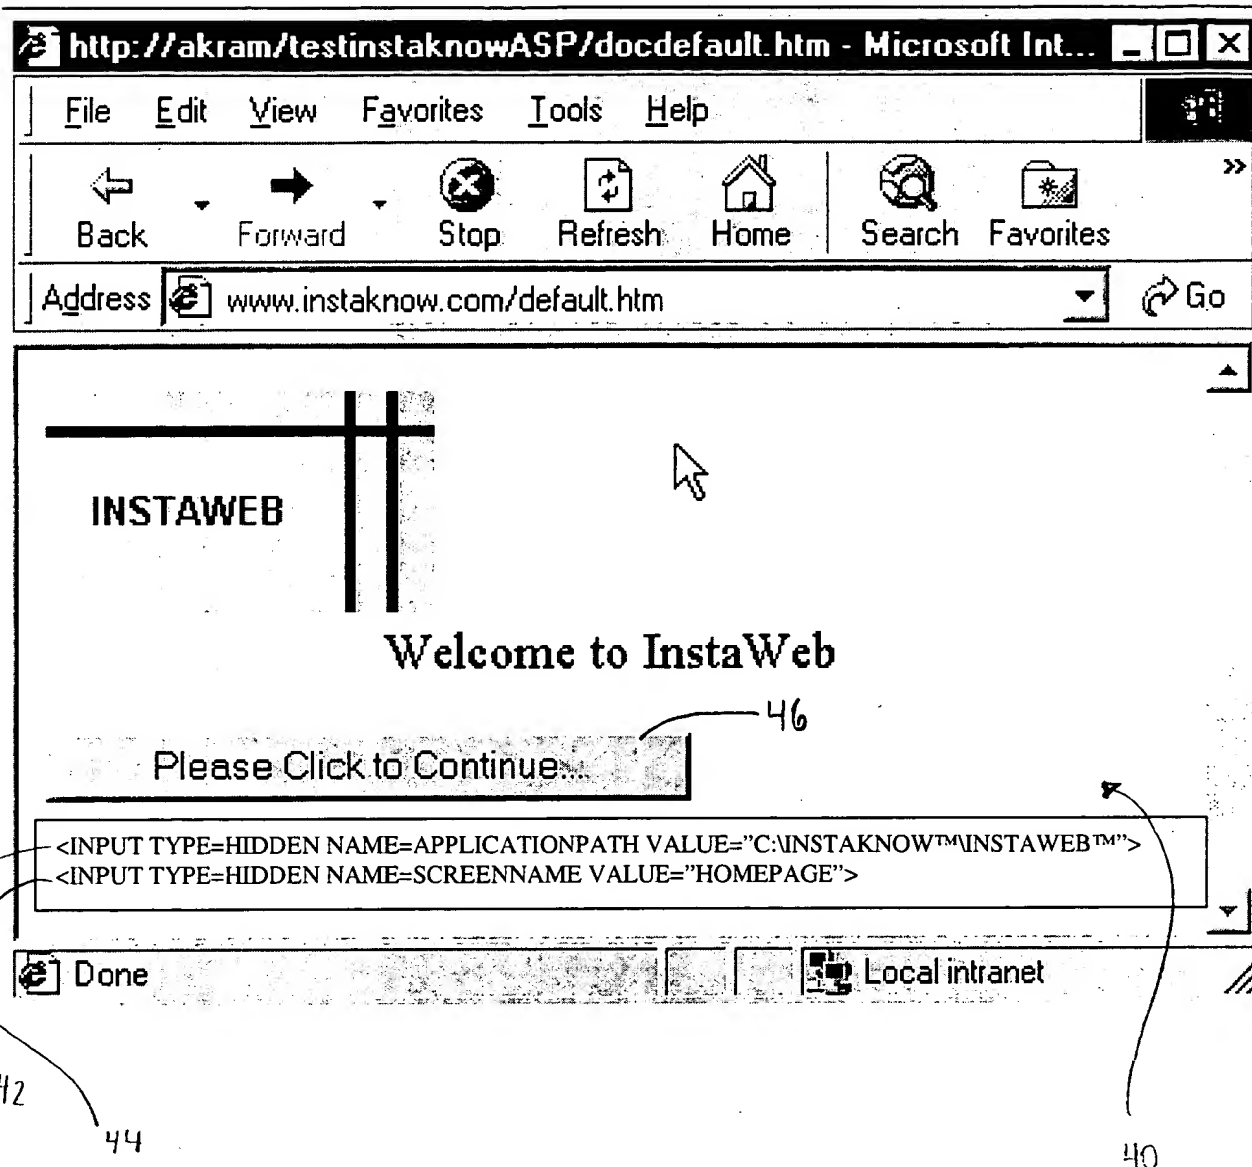 http://akram/testinstaknowASP/docdefault.htm - Microsoft Int...
File Edit View Favorites Tools Help
Back Forward Stop Refresh Home Search Favorites »
Address www.instaknow.com/default.htm Go
INSTAWEB
Welcome to InstaWeb
46
Please Click to Continue...
<INPUT TYPE=HIDDEN NAME=APPLICATIONPATH VALUE="C:\INSTAKNOW™\INSTAWEB™">
<INPUT TYPE=HIDDEN NAME=SCREENNAME VALUE="HOMEPAGE">
Done Local intranet
42
44
40